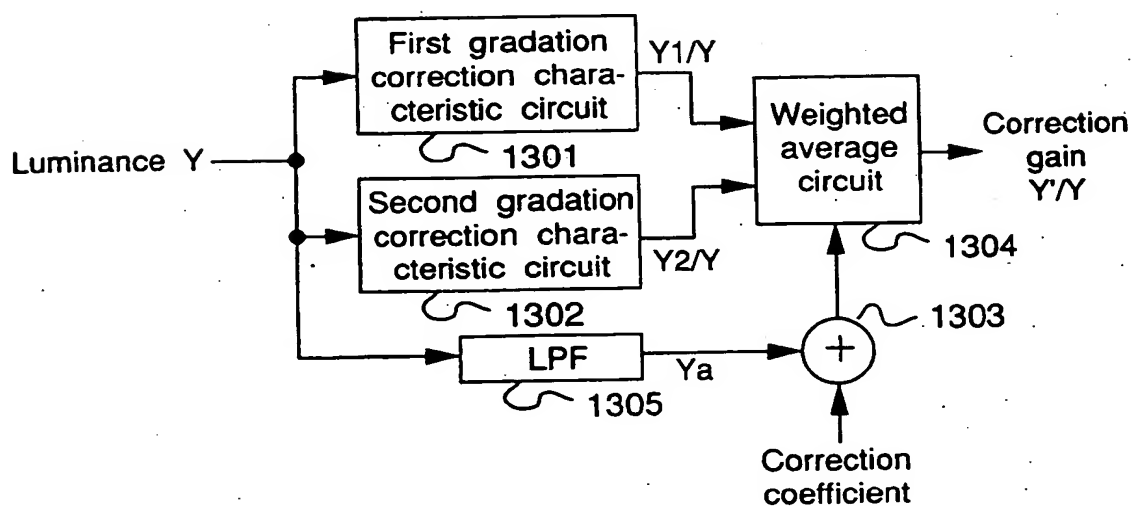 First gradation
correction chara-
cteristic circuit
1301
Y1/Y
Luminance Y
Second gradation
correction chara-
cteristic circuit
1302
Y2/Y
Weighted
average
circuit
1304
Correction
gain
Y'/Y
1303
LPF
1305
Ya
+
Correction
coefficient